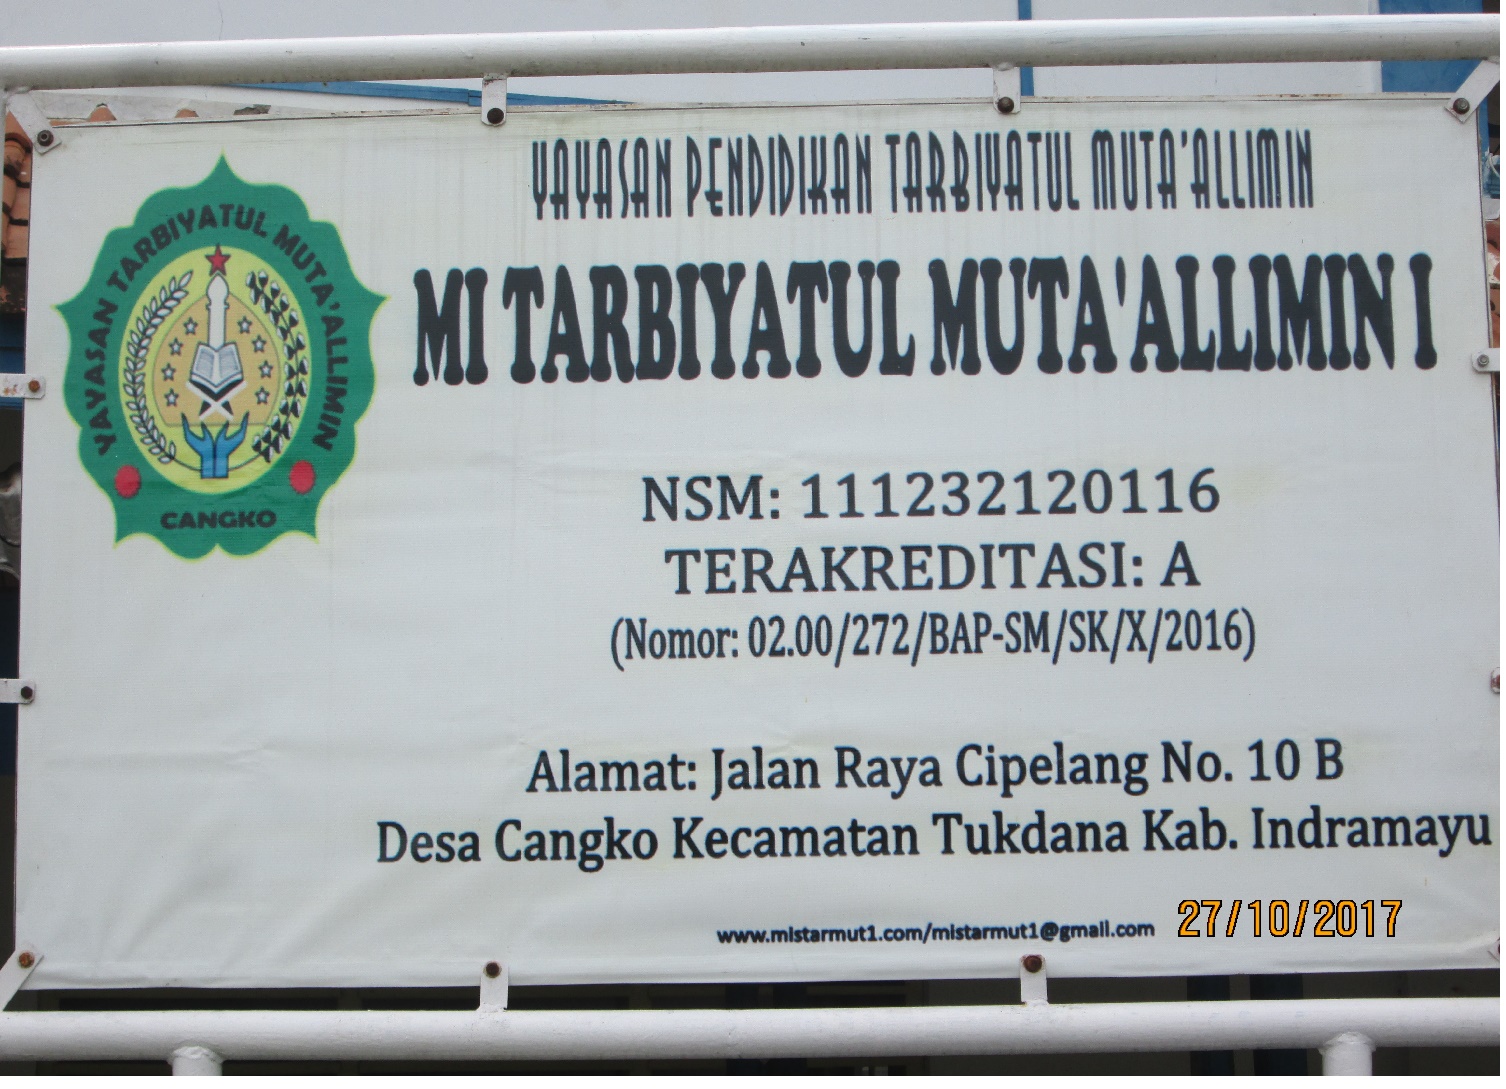 YAYASAN PENDIDIKAN TARBIYATUL MUTA'ALLIMIN
MI TARBIYATUL MUTA'ALLIMIN I
YAYASAN TARBIYATUL MUTA'ALLIMIN
CANGKO
NSM: 111232120116
TERAKREDITASI: A
(Nomor: 02.00/272/BAP-SM/SK/X/2016)
Alamat: Jalan Raya Cipelang No. 10 B
Desa Cangko Kecamatan Tukdana Kab. Indramayu
www.mistarmut1.com/mistarmut1@gmail.com
27/10/2017